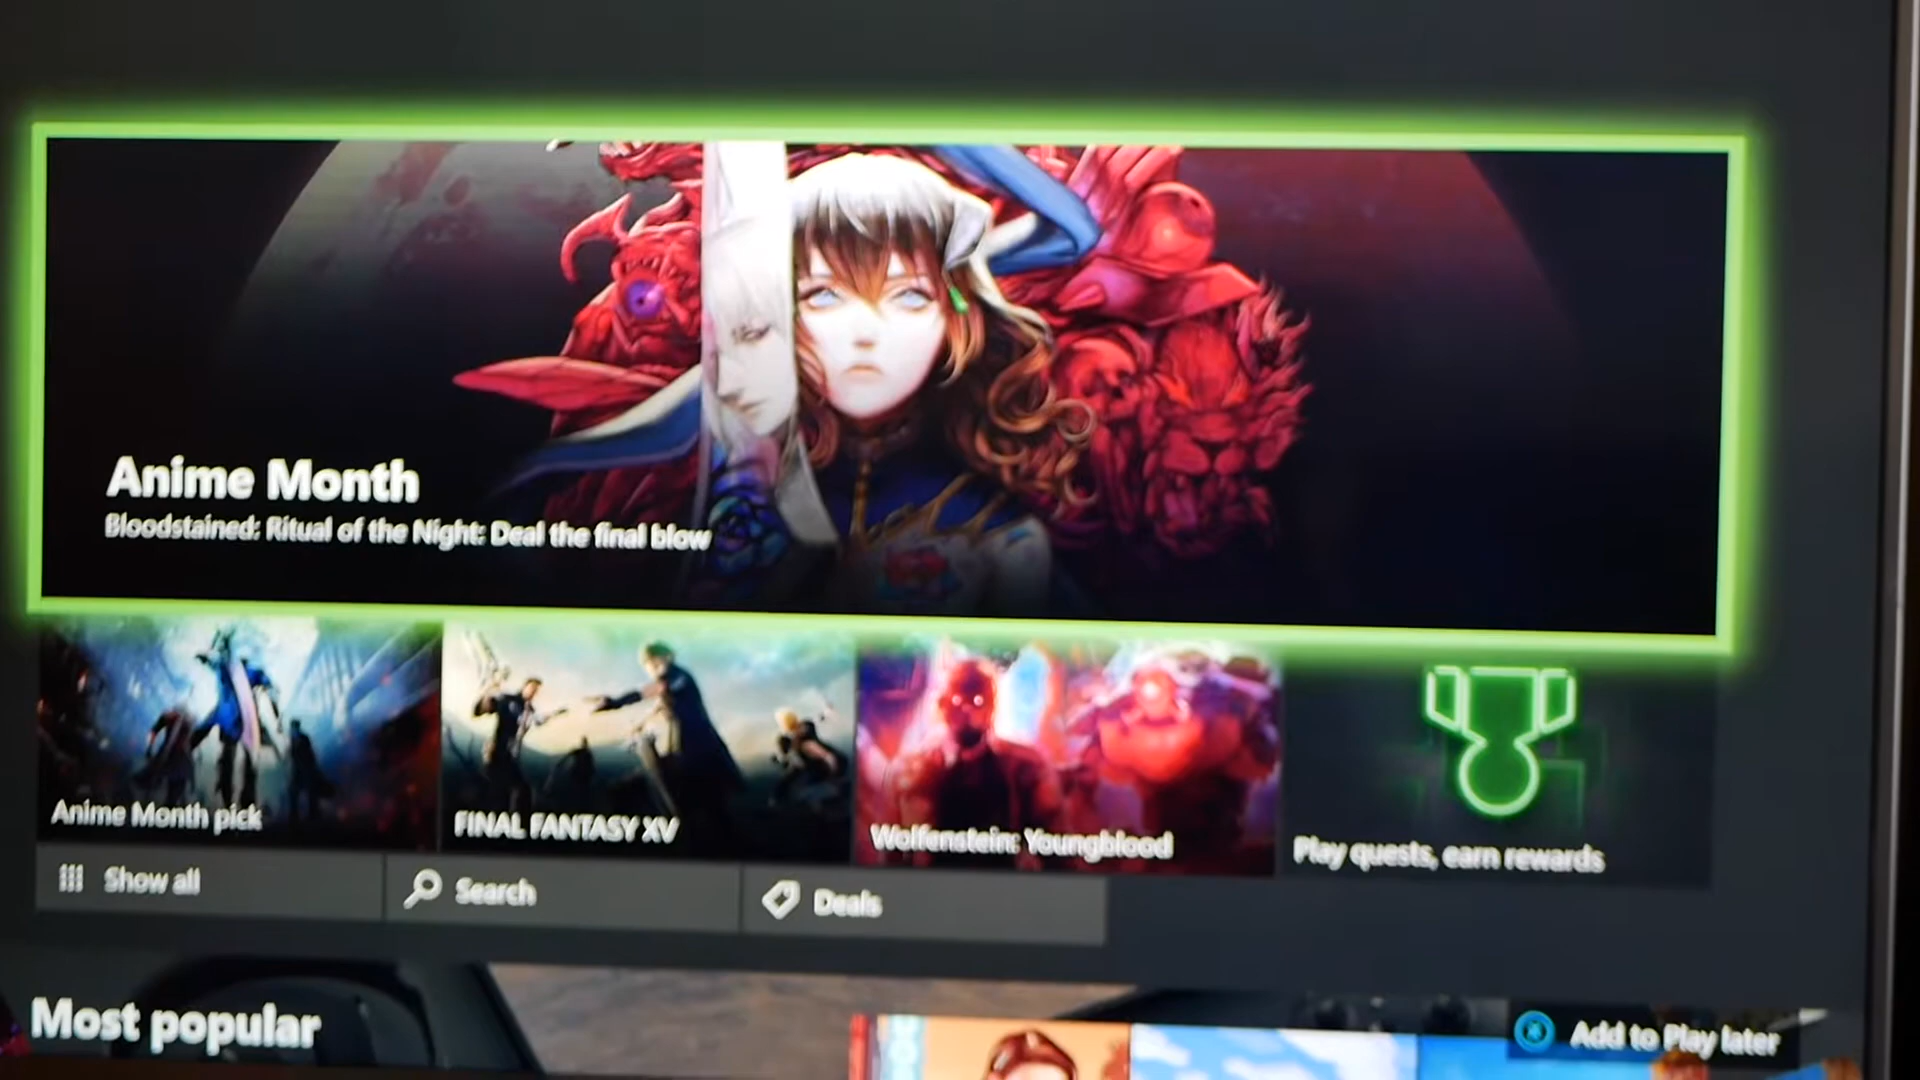 Anime Month
Bloodstained: Ritual of the Night: Deal the final blow
Anime Month pick
FINAL FANTASY XV
Wolfenstein: Youngblood
Play quests, earn rewards
Show all
Search
Deals
Most popular
Add to Play later